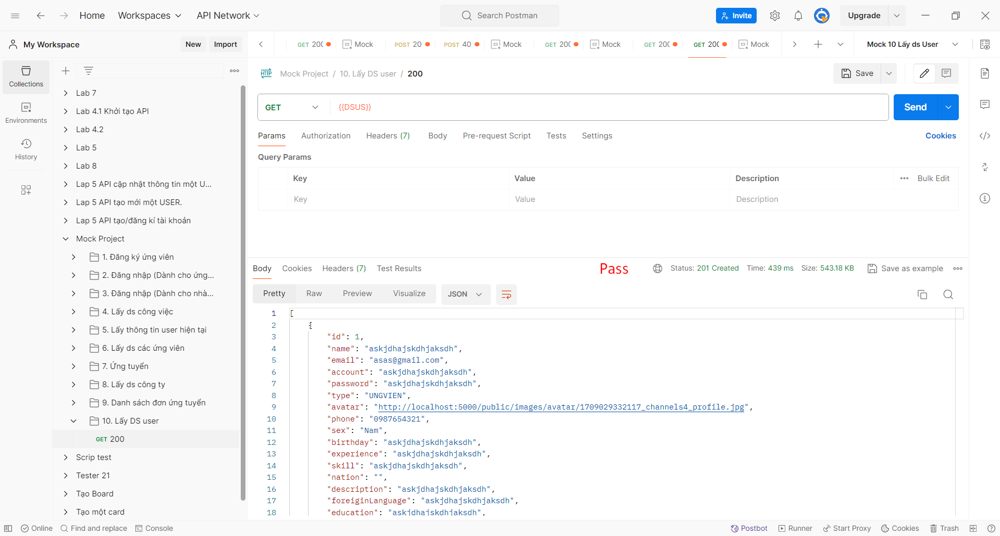 Home Workspaces API Network Search Postman Invite Upgrade
My Workspace New Import
GET 200 Mock POST 20 POST 40 Mock GET 200 Mock GET 200 GET 200 Mock Mock 10 Lấy ds User
Collections
Environments
History
Lab 7
Lab 4.1 Khởi tạo API
Lab 4.2
Lab 5
Lab 8
Lap 5 API cập nhật thông tin một U...
Lap 5 API tạo mới một USER.
Lap 5 API tạo/đăng kí tài khoản
Mock Project
1. Đăng ký ứng viên
2. Đăng nhập (Dành cho ứng...
3. Đăng nhập (Dành cho nhà...
4. Lấy ds công việc
5. Lấy thông tin user hiện tại
6. Lấy ds các ứng viên
7. Ứng tuyển
8. Lấy ds công ty
9. Danh sách đơn ứng tuyển
10. Lấy DS user
GET 200
Scrip test
Tester 21
Tạo Board
Tạo một card
HTTP Mock Project / 10. Lấy DS user / 200 Save
GET {{DSUS}} Send
Params Authorization Headers (7) Body Pre-request Script Tests Settings Cookies
Query Params
Key Value Description Bulk Edit
Key Value Description
Body Cookies Headers (7) Test Results Pass Status: 201 Created Time: 439 ms Size: 543.18 KB Save as example
Pretty Raw Preview Visualize JSON
1 [
2 {
3 "id": 1,
4 "name": "askjdhajskdhjaksdh",
5 "email": "asas@gmail.com",
6 "account": "askjdhajskdhjaksdh",
7 "password": "askjdhajskdhjaksdh",
8 "type": "UNGVIEN",
9 "avatar": "http://localhost:5000/public/images/avatar/1709029332117_channels4_profile.jpg",
10 "phone": "0987654321",
11 "sex": "Nam",
12 "birthday": "askjdhajskdhjaksdh",
13 "experience": "askjdhajskdhjaksdh",
14 "skill": "askjdhajskdhjaksdh",
15 "nation": "",
16 "description": "askjdhajskdhjaksdh",
17 "foreiginLanguage": "askjdhajskdhjaksdh",
18 "education": "askjdhajskdhjaksdh",
Online Find and replace Console Postbot Runner Start Proxy Cookies Trash